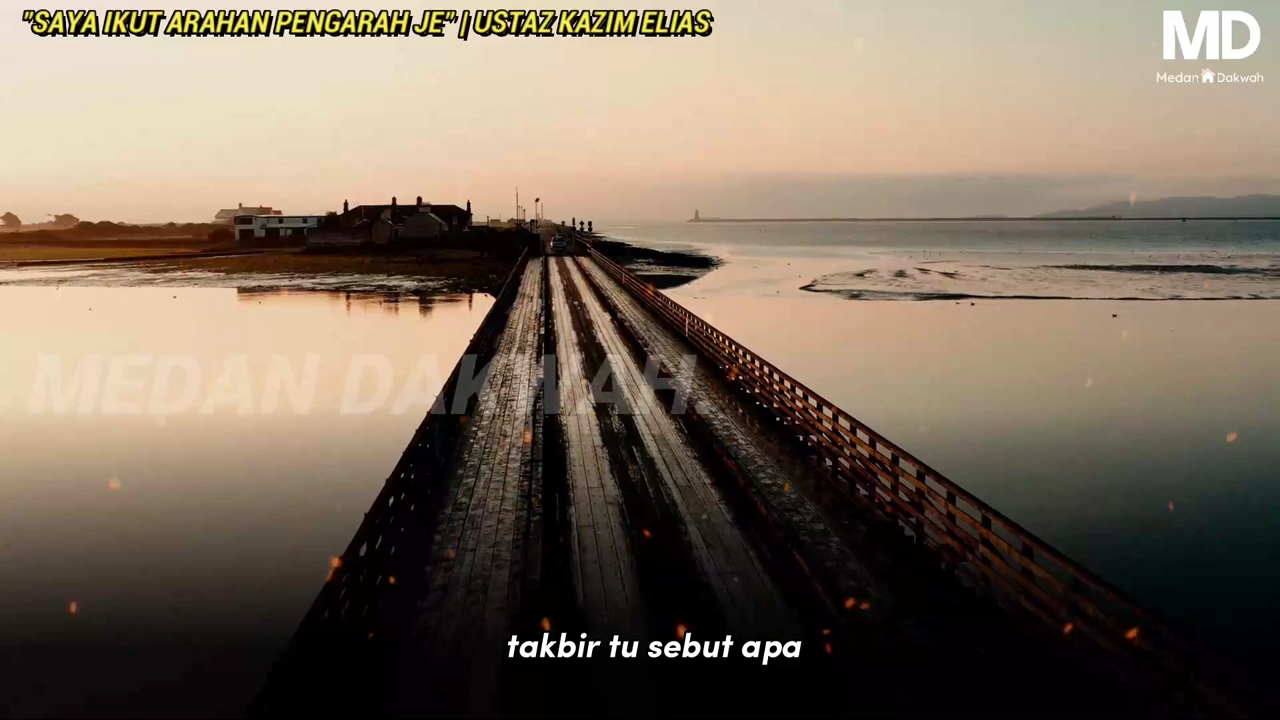 "SAYA IKUT ARAHAN PENGARAH JE" | USTAZ KAZIM ELIAS
MD
Medan Dakwah
MEDAN DAKWAH.
takbir tu sebut apa